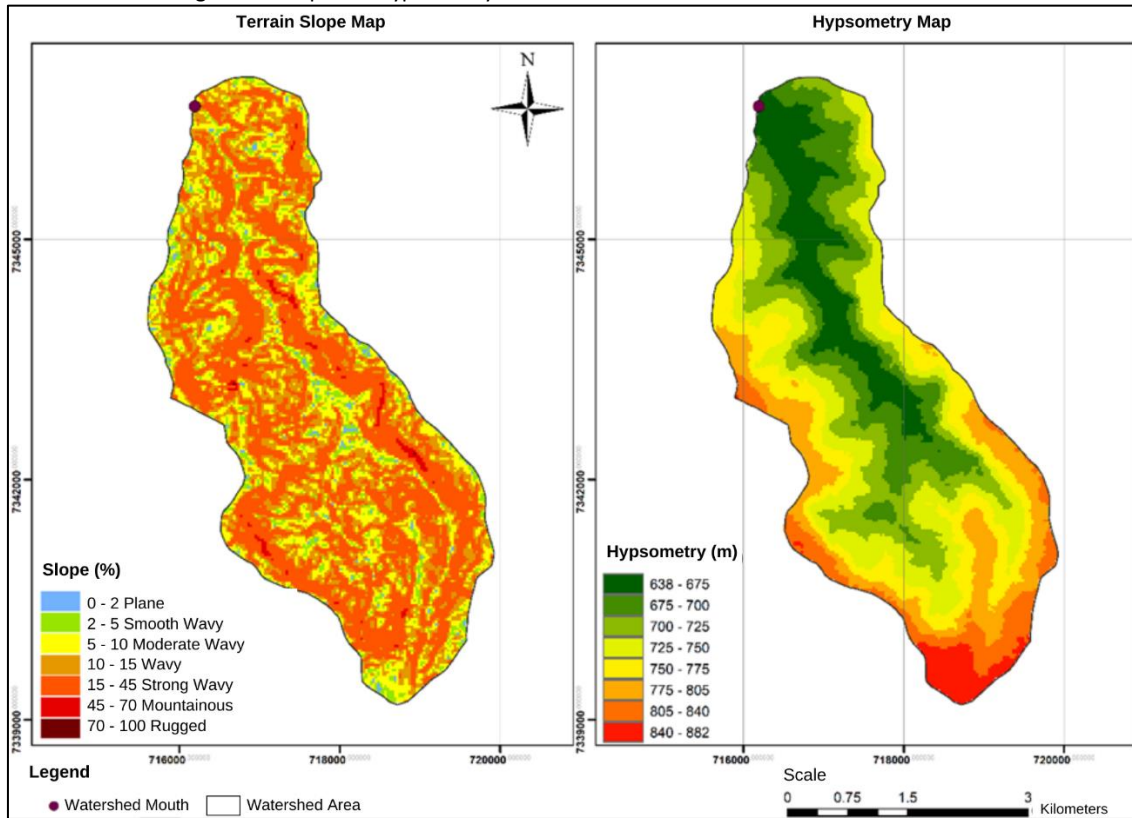 Terrain Slope Map
Hypsometry Map
N
7345000
7342000
7339000
716000
718000
720000
7345000
7342000
7339000
716000
718000
720000
Slope (%)
0 - 2 Plane
2 - 5 Smooth Wavy
5 - 10 Moderate Wavy
10 - 15 Wavy
15 - 45 Strong Wavy
45 - 70 Mountainous
70 - 100 Rugged
Hypsometry (m)
638 - 675
675 - 700
700 - 725
725 - 750
750 - 775
775 - 805
805 - 840
840 - 882
Legend
Watershed Mouth
Watershed Area
Scale
0 0.75 1.5 3
Kilometers